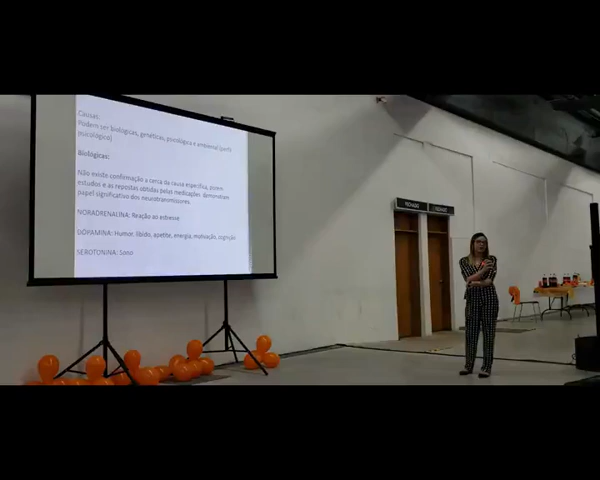 Causas:
Podem ser biologicas, genéticas, psicológica e ambiental (perfil
psicológico)
Biológicas:
Não existe confirmação a cerca da causa especifica, porem
estudos e as repostas obtidas pelas medicações demonstram
papel significativo dos neurotransmissores.
NORADRENALINA: Reação ao estresse
DOPAMINA: Humor, libido, apetite, energia, motivação, cognição
SEROTONINA: Sono